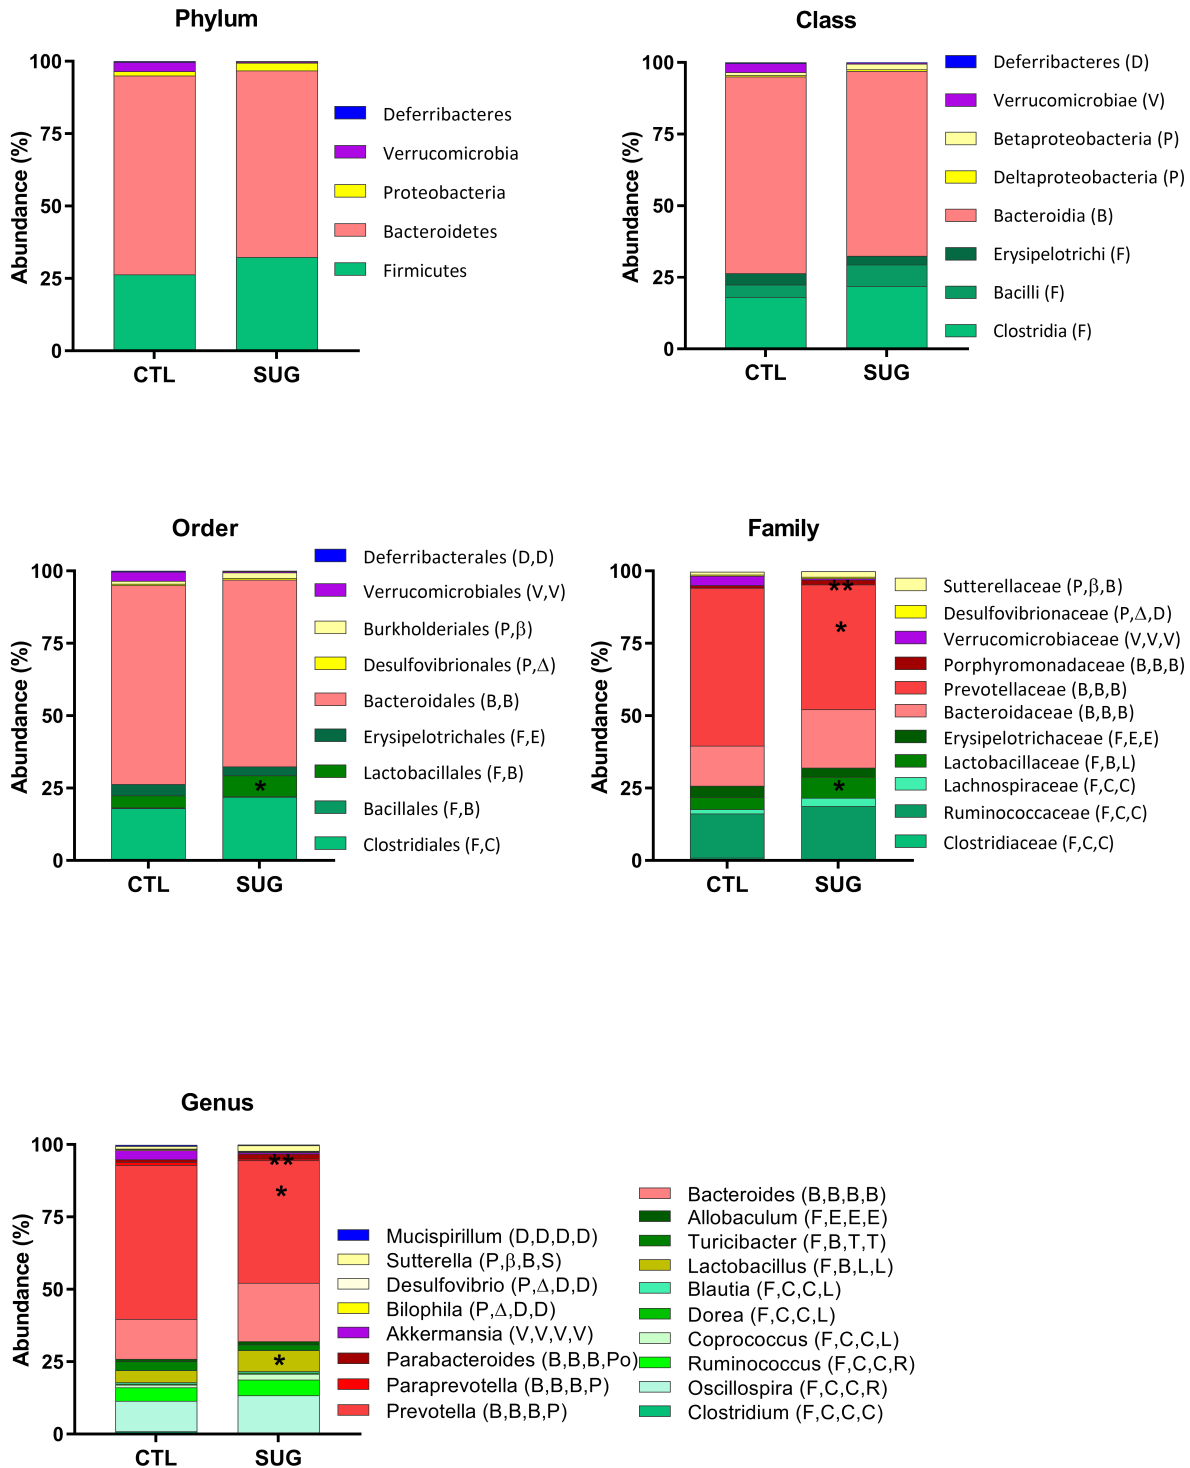 Phylum
Abundance (%)
100
75
50
25
0
CTL SUG
Deferribacteres
Verrucomicrobia
Proteobacteria
Bacteroidetes
Firmicutes
Class
Abundance (%)
100
75
50
25
0
CTL SUG
Deferribacteres (D)
Verrucomicrobiae (V)
Betaproteobacteria (P)
Deltaproteobacteria (P)
Bacteroidia (B)
Erysipelotrichi (F)
Bacilli (F)
Clostridia (F)
Order
Abundance (%)
100
75
50
25
0
*
CTL SUG
Deferribacterales (D,D)
Verrucomicrobiales (V,V)
Burkholderiales (P,β)
Desulfovibrionales (P,Δ)
Bacteroidales (B,B)
Erysipelotrichales (F,E)
Lactobacillales (F,B)
Bacillales (F,B)
Clostridiales (F,C)
Family
Abundance (%)
100
75
50
25
0
**
*
*
CTL SUG
Sutterellaceae (P,β,B)
Desulfovibrionaceae (P,Δ,D)
Verrucomicrobiaceae (V,V,V)
Porphyromonadaceae (B,B,B)
Prevotellaceae (B,B,B)
Bacteroidaceae (B,B,B)
Erysipelotrichaceae (F,E,E)
Lactobacillaceae (F,B,L)
Lachnospiraceae (F,C,C)
Ruminococcaceae (F,C,C)
Clostridiaceae (F,C,C)
Genus
Abundance (%)
100
75
50
25
0
**
*
*
CTL SUG
Mucispirillum (D,D,D,D)
Sutterella (P,β,B,S)
Desulfovibrio (P,Δ,D,D)
Bilophila (P,Δ,D,D)
Akkermansia (V,V,V,V)
Parabacteroides (B,B,B,Po)
Paraprevotella (B,B,B,P)
Prevotella (B,B,B,P)
Bacteroides (B,B,B,B)
Allobaculum (F,E,E,E)
Turicibacter (F,B,T,T)
Lactobacillus (F,B,L,L)
Blautia (F,C,C,L)
Dorea (F,C,C,L)
Coprococcus (F,C,C,L)
Ruminococcus (F,C,C,R)
Oscillospira (F,C,C,R)
Clostridium (F,C,C,C)